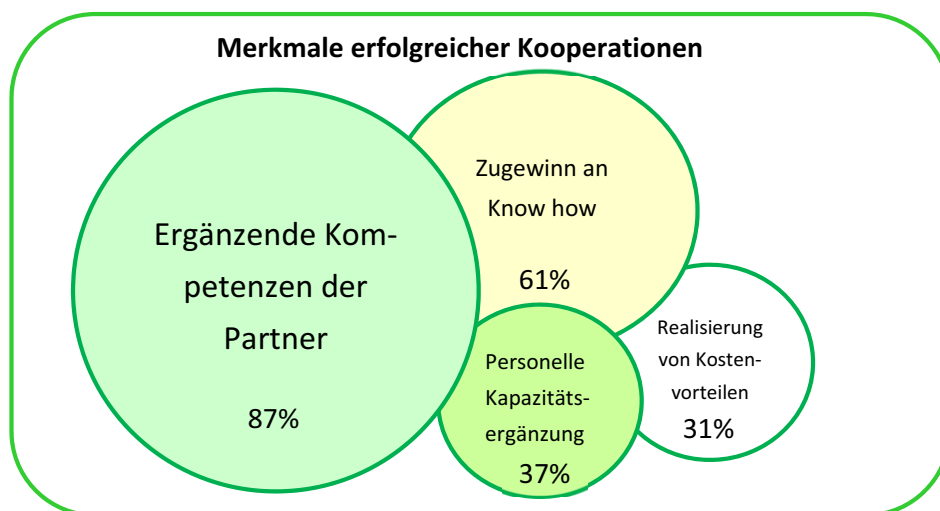 Merkmale erfolgreicher Kooperationen
Ergänzende Kom-
petenzen der
Partner
87%
Zugewinn an
Know how
61%
Personelle
Kapazitäts-
ergänzung
37%
Realisierung
von Kosten-
vorteilen
31%